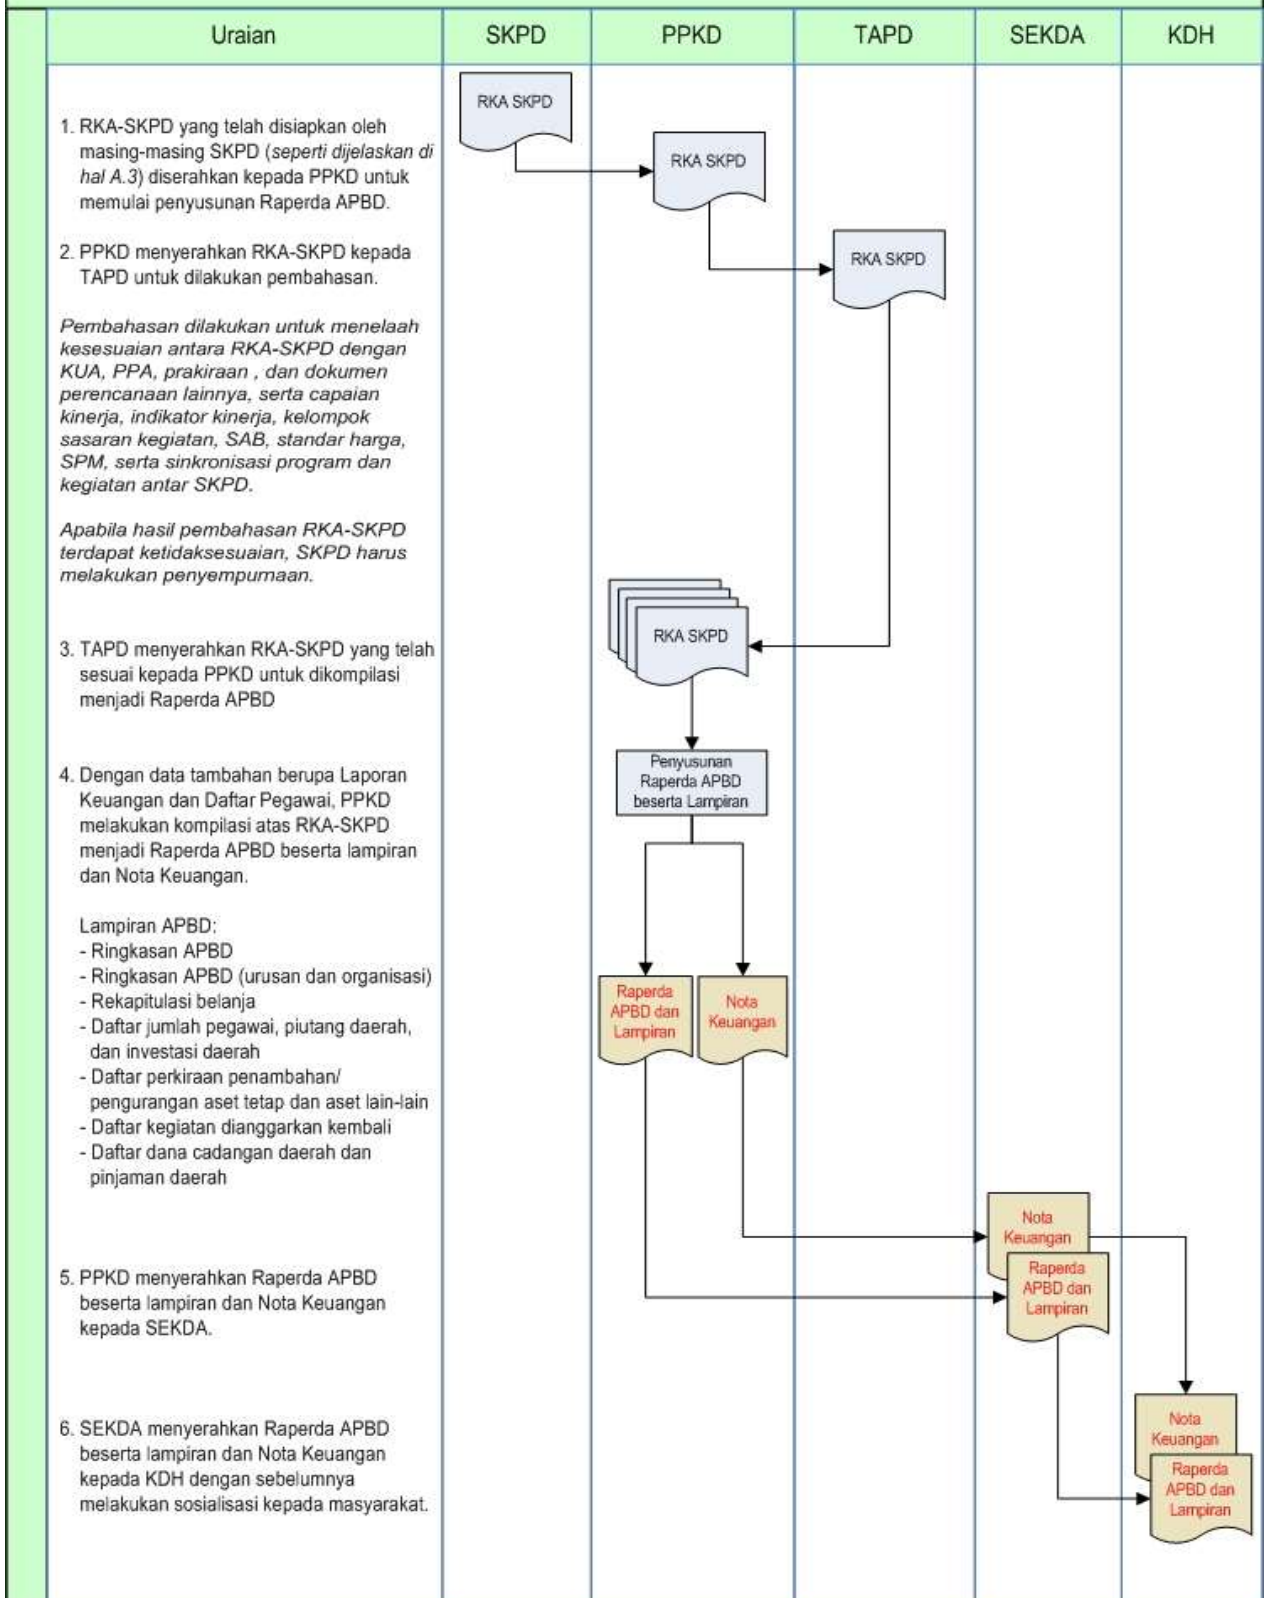 Uraian
SKPD
PPKD
TAPD
SEKDA
KDH
1. RKA-SKPD yang telah disiapkan oleh
masing-masing SKPD (seperti dijelaskan di
hal A.3) diserahkan kepada PPKD untuk
memulai penyusunan Raperda APBD.
2. PPKD menyerahkan RKA-SKPD kepada
TAPD untuk dilakukan pembahasan.
Pembahasan dilakukan untuk menelaah
kesesuaian antara RKA-SKPD dengan
KUA, PPA, prakiraan , dan dokumen
perencanaan lainnya, serta capaian
kinerja, indikator kinerja, kelompok
sasaran kegiatan, SAB, standar harga,
SPM, serta sinkronisasi program dan
kegiatan antar SKPD.
Apabila hasil pembahasan RKA-SKPD
terdapat ketidaksesuaian, SKPD harus
melakukan penyempurnaan.
3. TAPD menyerahkan RKA-SKPD yang telah
sesuai kepada PPKD untuk dikompilasi
menjadi Raperda APBD
4. Dengan data tambahan berupa Laporan
Keuangan dan Daftar Pegawai, PPKD
melakukan kompilasi atas RKA-SKPD
menjadi Raperda APBD beserta lampiran
dan Nota Keuangan.
Lampiran APBD:
- Ringkasan APBD
- Ringkasan APBD (urusan dan organisasi)
- Rekapitulasi belanja
- Daftar jumlah pegawai, piutang daerah,
dan investasi daerah
- Daftar perkiraan penambahan/
pengurangan aset tetap dan aset lain-lain
- Daftar kegiatan dianggarkan kembali
- Daftar dana cadangan daerah dan
pinjaman daerah
5. PPKD menyerahkan Raperda APBD
beserta lampiran dan Nota Keuangan
kepada SEKDA.
6. SEKDA menyerahkan Raperda APBD
beserta lampiran dan Nota Keuangan
kepada KDH dengan sebelumnya
melakukan sosialisasi kepada masyarakat.
RKA SKPD
RKA SKPD
RKA SKPD
RKA SKPD
Penyusunan
Raperda APBD
beserta Lampiran
Raperda
APBD dan
Lampiran
Nota
Keuangan
Nota
Keuangan
Raperda
APBD dan
Lampiran
Nota
Keuangan
Raperda
APBD dan
Lampiran